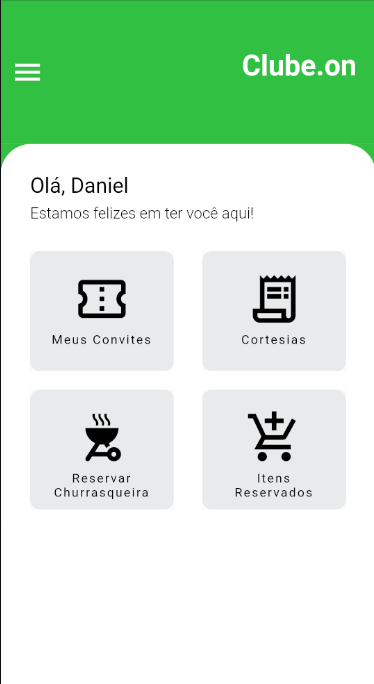 Clube.on
Olá, Daniel
Estamos felizes em ter você aqui!
Meus Convites
Cortesias
Reservar
Churrasqueira
Itens
Reservados